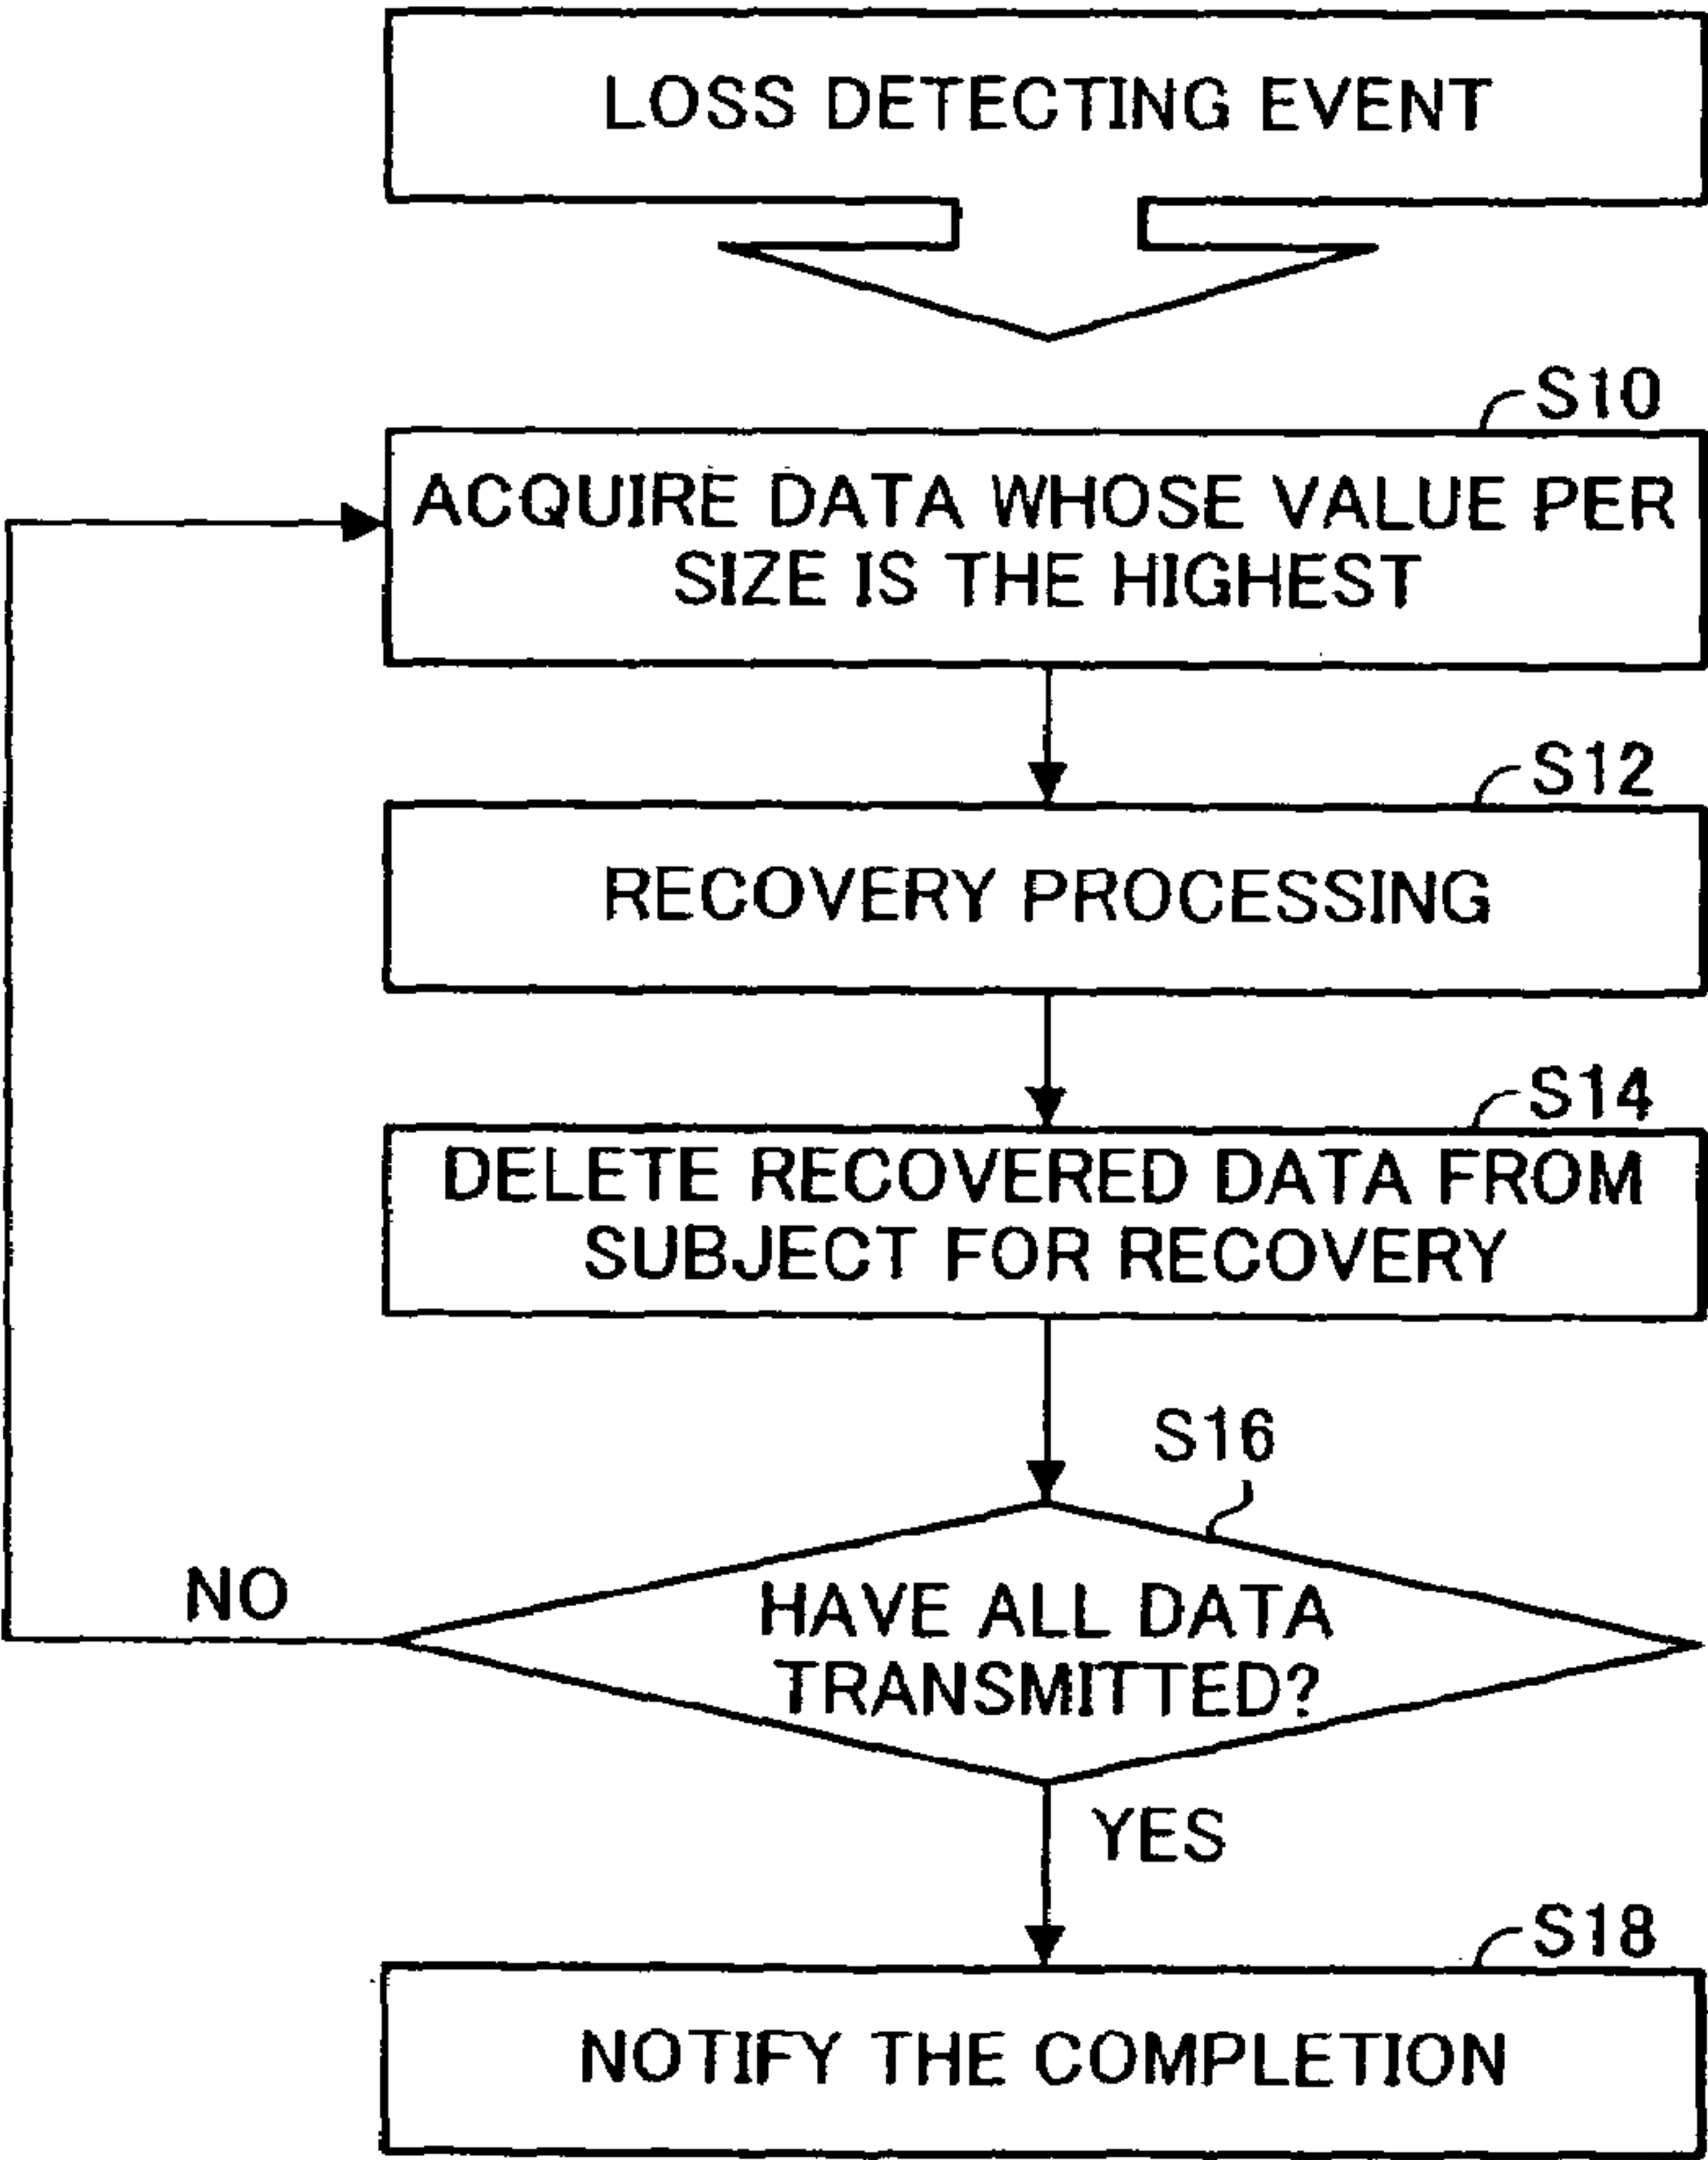 LOSS DETECTING EVENT
S10
ACQUIRE DATA WHOSE VALUE PER
SIZE IS THE HIGHEST
S12
RECOVERY PROCESSING
S14
DELETE RECOVERED DATA FROM
SUBJECT FOR RECOVERY
S16
NO
HAVE ALL DATA
TRANSMITTED?
YES
S18
NOTIFY THE COMPLETION